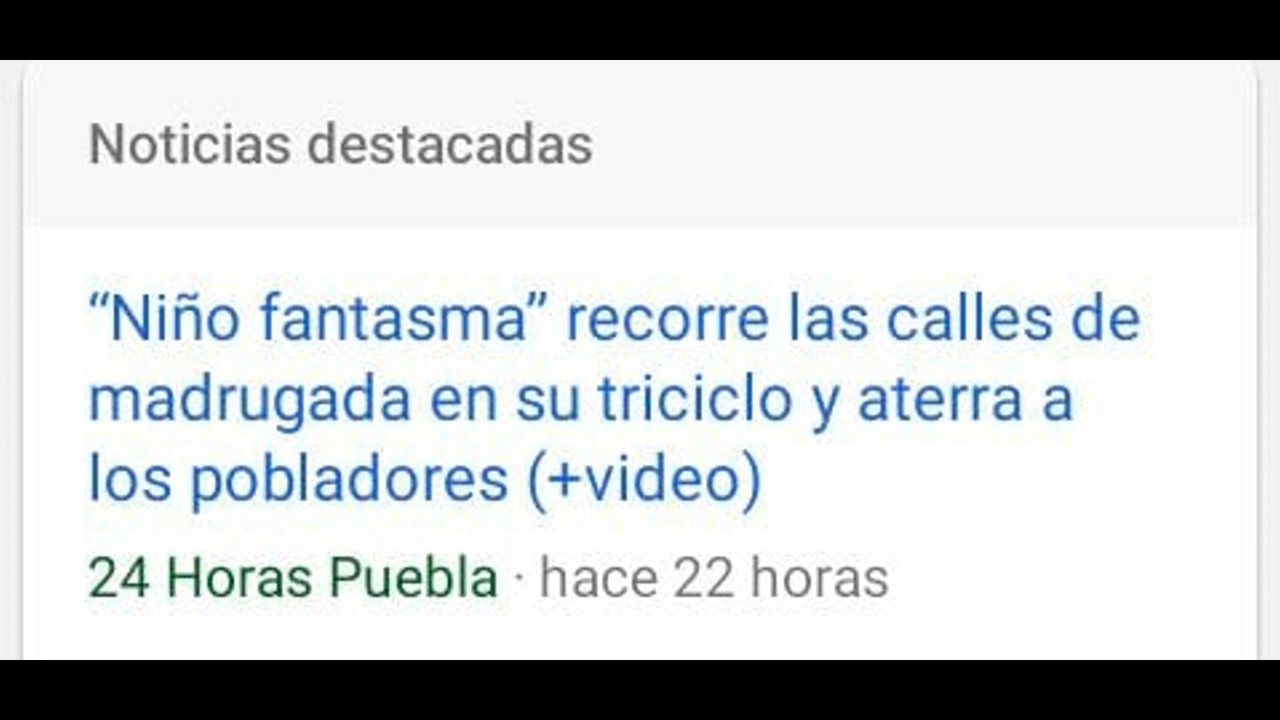 Noticias destacadas
“Niño fantasma” recorre las calles de
madrugada en su triciclo y aterra a
los pobladores (+video)
24 Horas Puebla · hace 22 horas